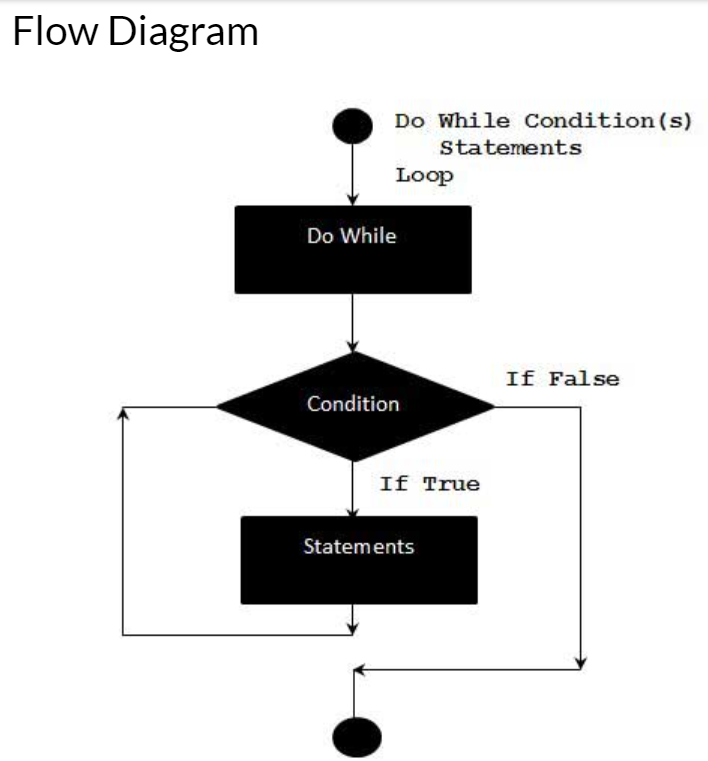 Flow Diagram
Do While Condition(s)
Statements
Loop
Do While
Condition
If False
If True
Statements